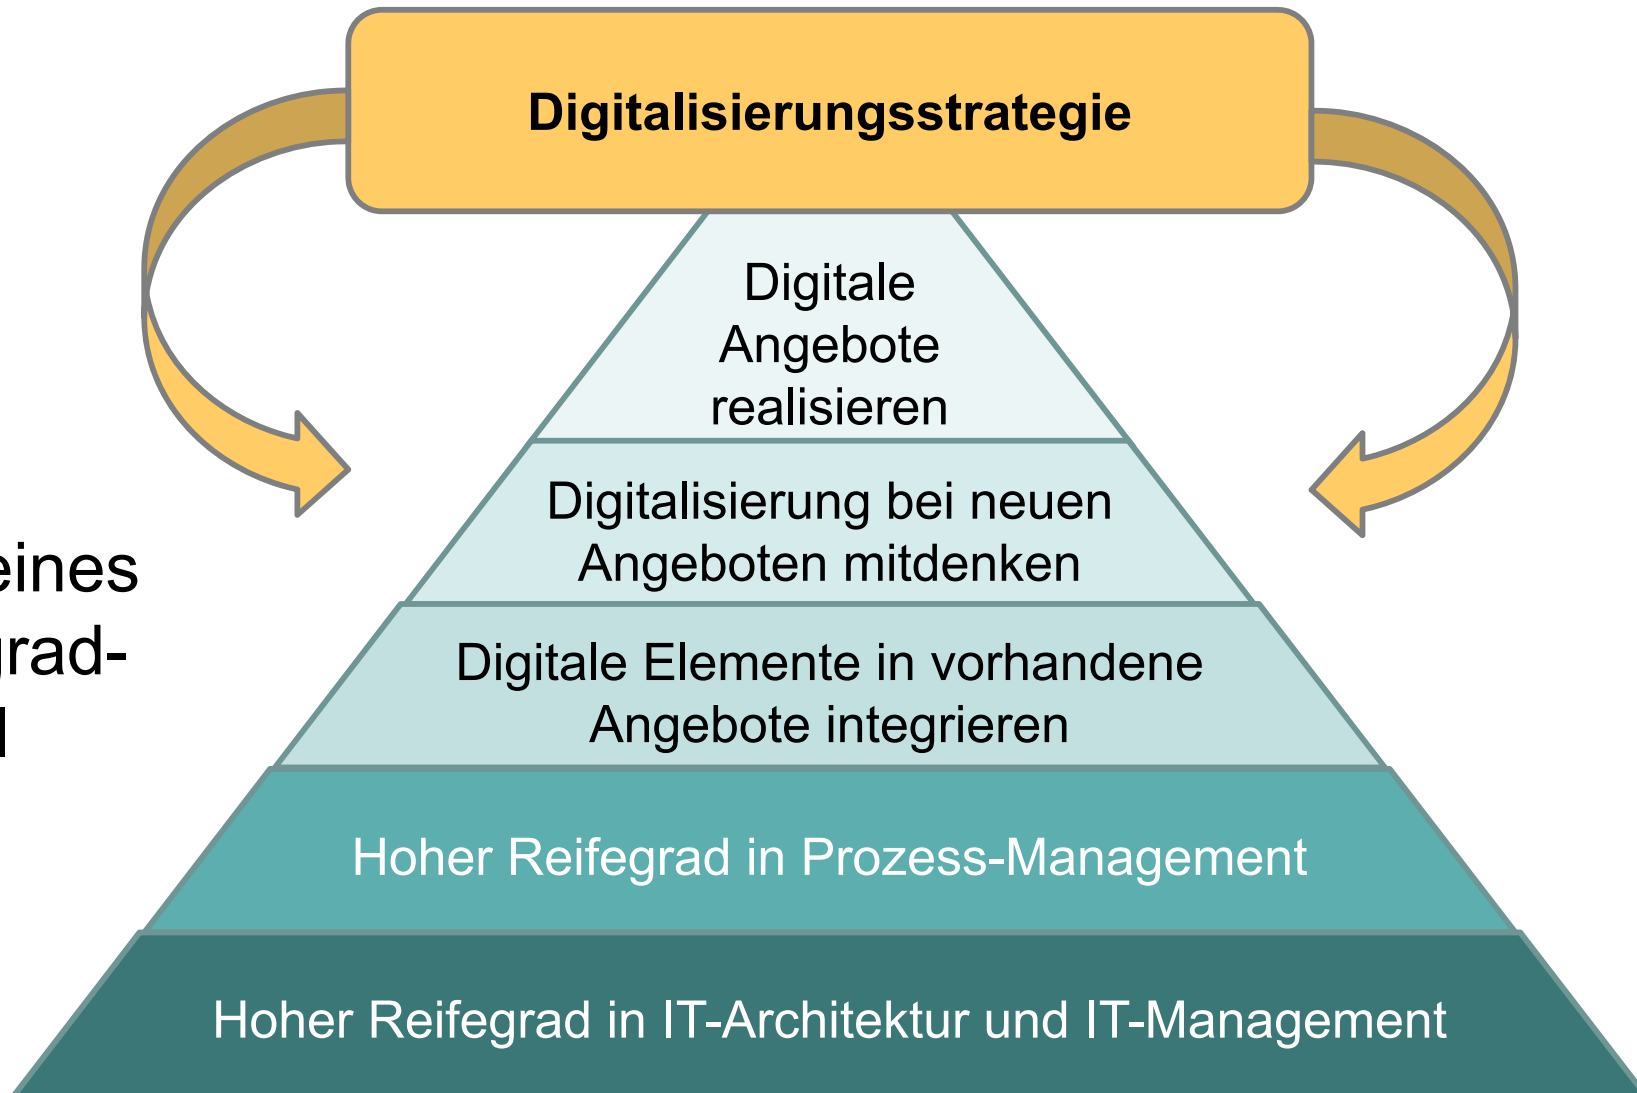 Digitalisierungsstrategie
Digitale
Angebote
realisieren
Digitalisierung bei neuen
Angeboten mitdenken
eines
grad-
Digitale Elemente in vorhandene
Angebote integrieren
Hoher Reifegrad in Prozess-Management
Hoher Reifegrad in IT-Architektur und IT-Management